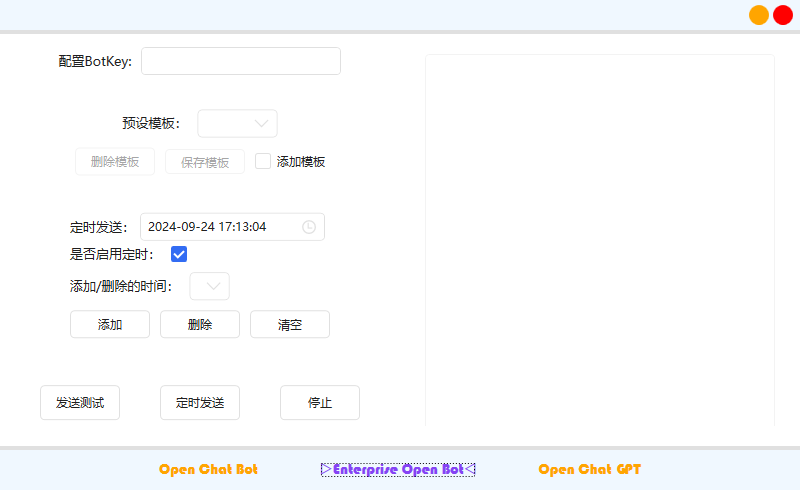 配置BotKey:
预设模板：
删除模板 保存模板 添加模板
定时发送： 2024-09-24 17:13:04
是否启用定时：
添加/删除的时间：
添加 删除 清空
发送测试 定时发送 停止
Open Chat Bot ▷Enterprise Open Bot◁ Open Chat GPT